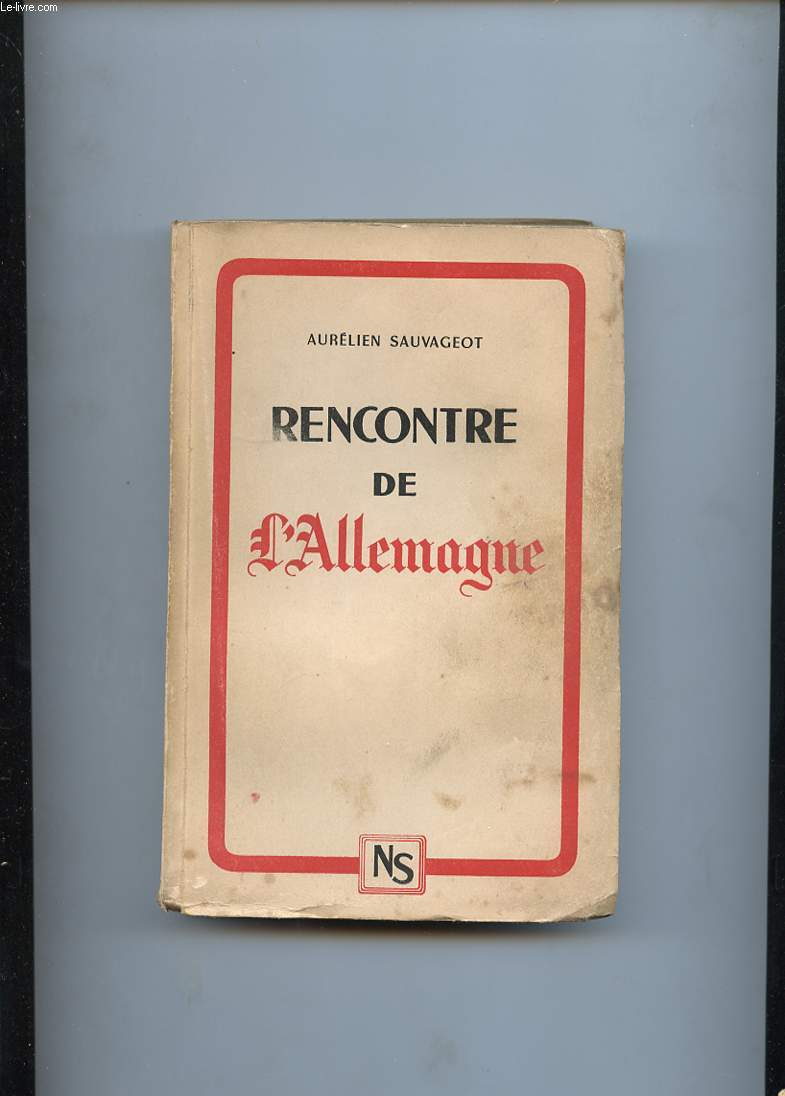 Le-livre.com
AURÉLIEN SAUVAGEOT
RENCONTRE
DE
L'Allemagne
NS